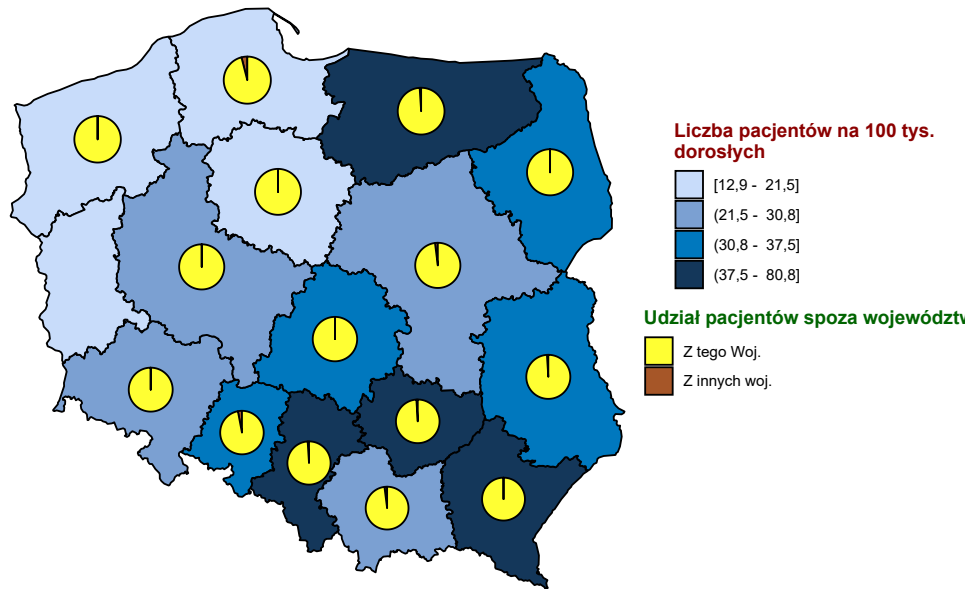 Liczba pacjentów na 100 tys.
dorosłych
[12,9 - 21,5]
(21,5 - 30,8]
(30,8 - 37,5]
(37,5 - 80,8]
Udział pacjentów spoza województw
Z tego Woj.
Z innych woj.